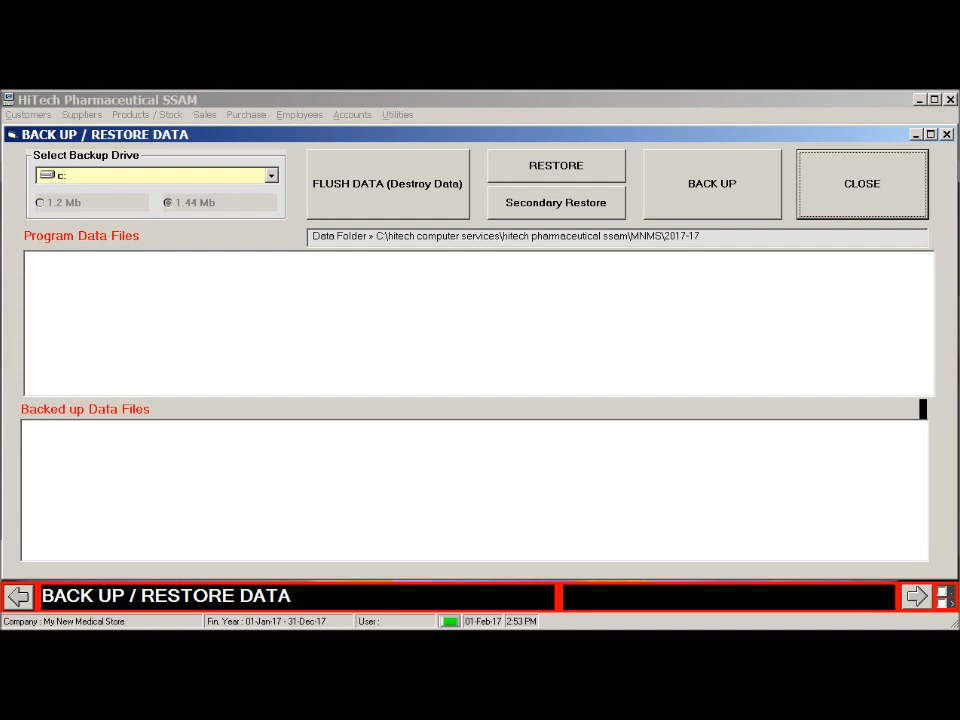 HiTech Pharmaceutical SSAM
Customers Suppliers Products / Stock Sales Purchase Employees Accounts Utilities
BACK UP / RESTORE DATA
Select Backup Drive
c:
1.2 Mb 1.44 Mb
FLUSH DATA (Destroy Data)
RESTORE
Secondary Restore
BACK UP
CLOSE
Program Data Files
Data Folder » C:\hitech computer services\hitech pharmaceutical ssam\MNMS\2017-17
Backed up Data Files
BACK UP / RESTORE DATA
Company : My New Medical Store Fin. Year : 01-Jan-17 - 31-Dec-17 User : 01-Feb-17 2:53 PM